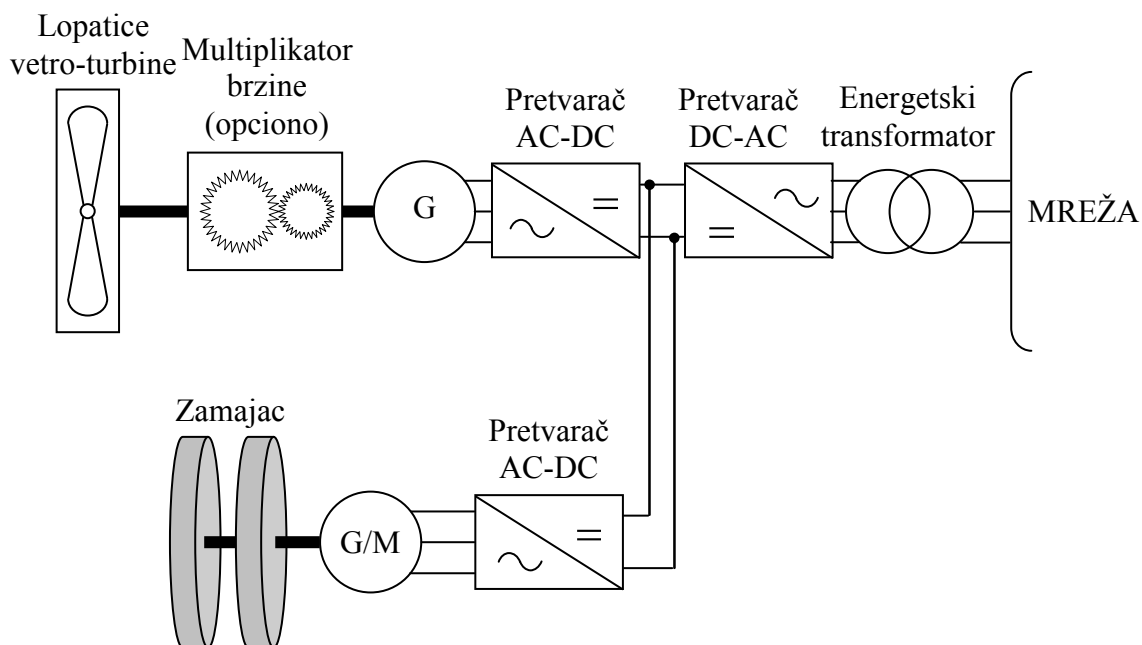 Lopatice
vetro-turbine
Multiplikator
brzine
(opciono)
G
Pretvarač
AC-DC
Pretvarač
DC-AC
Energetski
transformator
MREŽA
Zamajac
G/M
Pretvarač
AC-DC